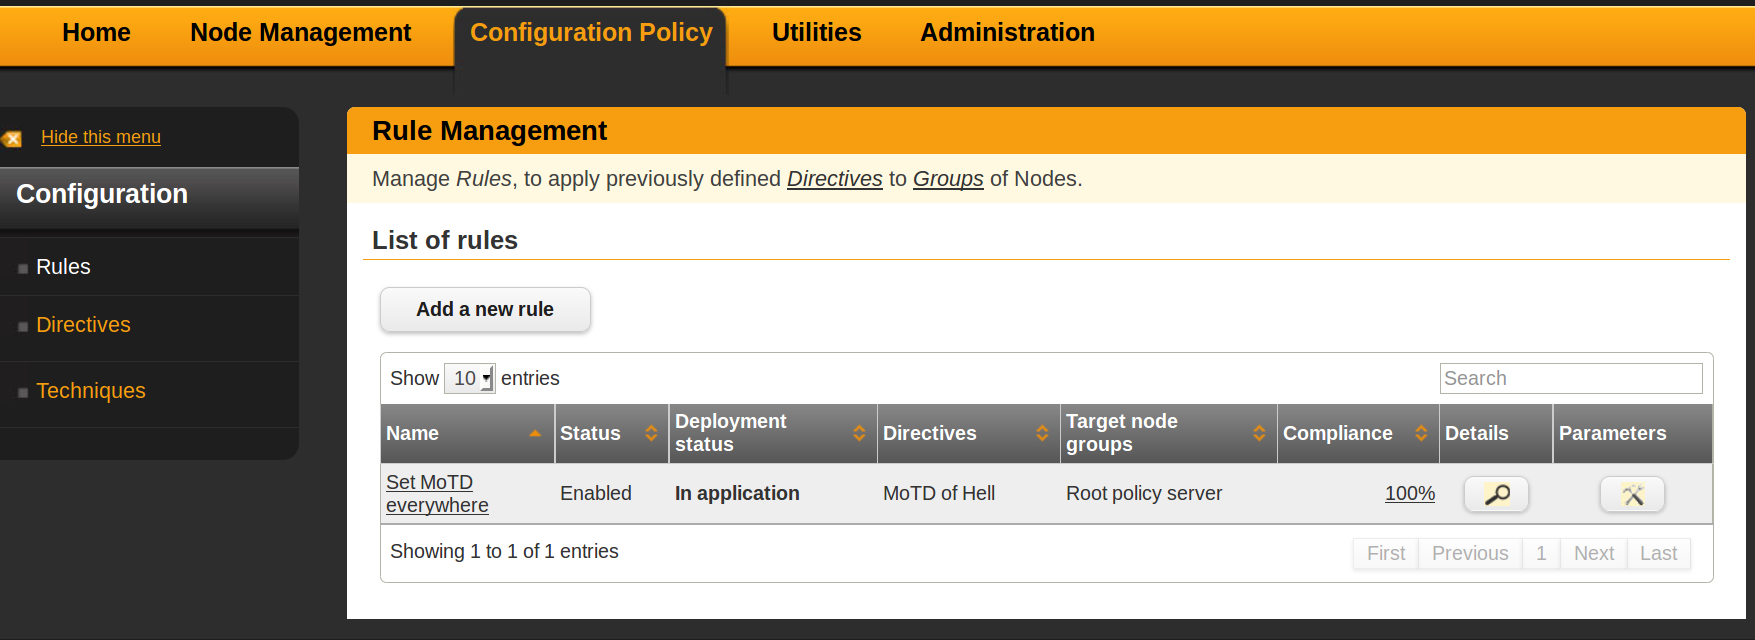 Home Node Management Configuration Policy Utilities Administration
Hide this menu
Configuration
Rules
Directives
Techniques
Rule Management
Manage Rules, to apply previously defined Directives to Groups of Nodes.
List of rules
Add a new rule
Show 10 entries Search
Name Status Deployment status Directives Target node groups Compliance Details Parameters
Set MoTD everywhere Enabled In application MoTD of Hell Root policy server 100%
Showing 1 to 1 of 1 entries First Previous 1 Next Last